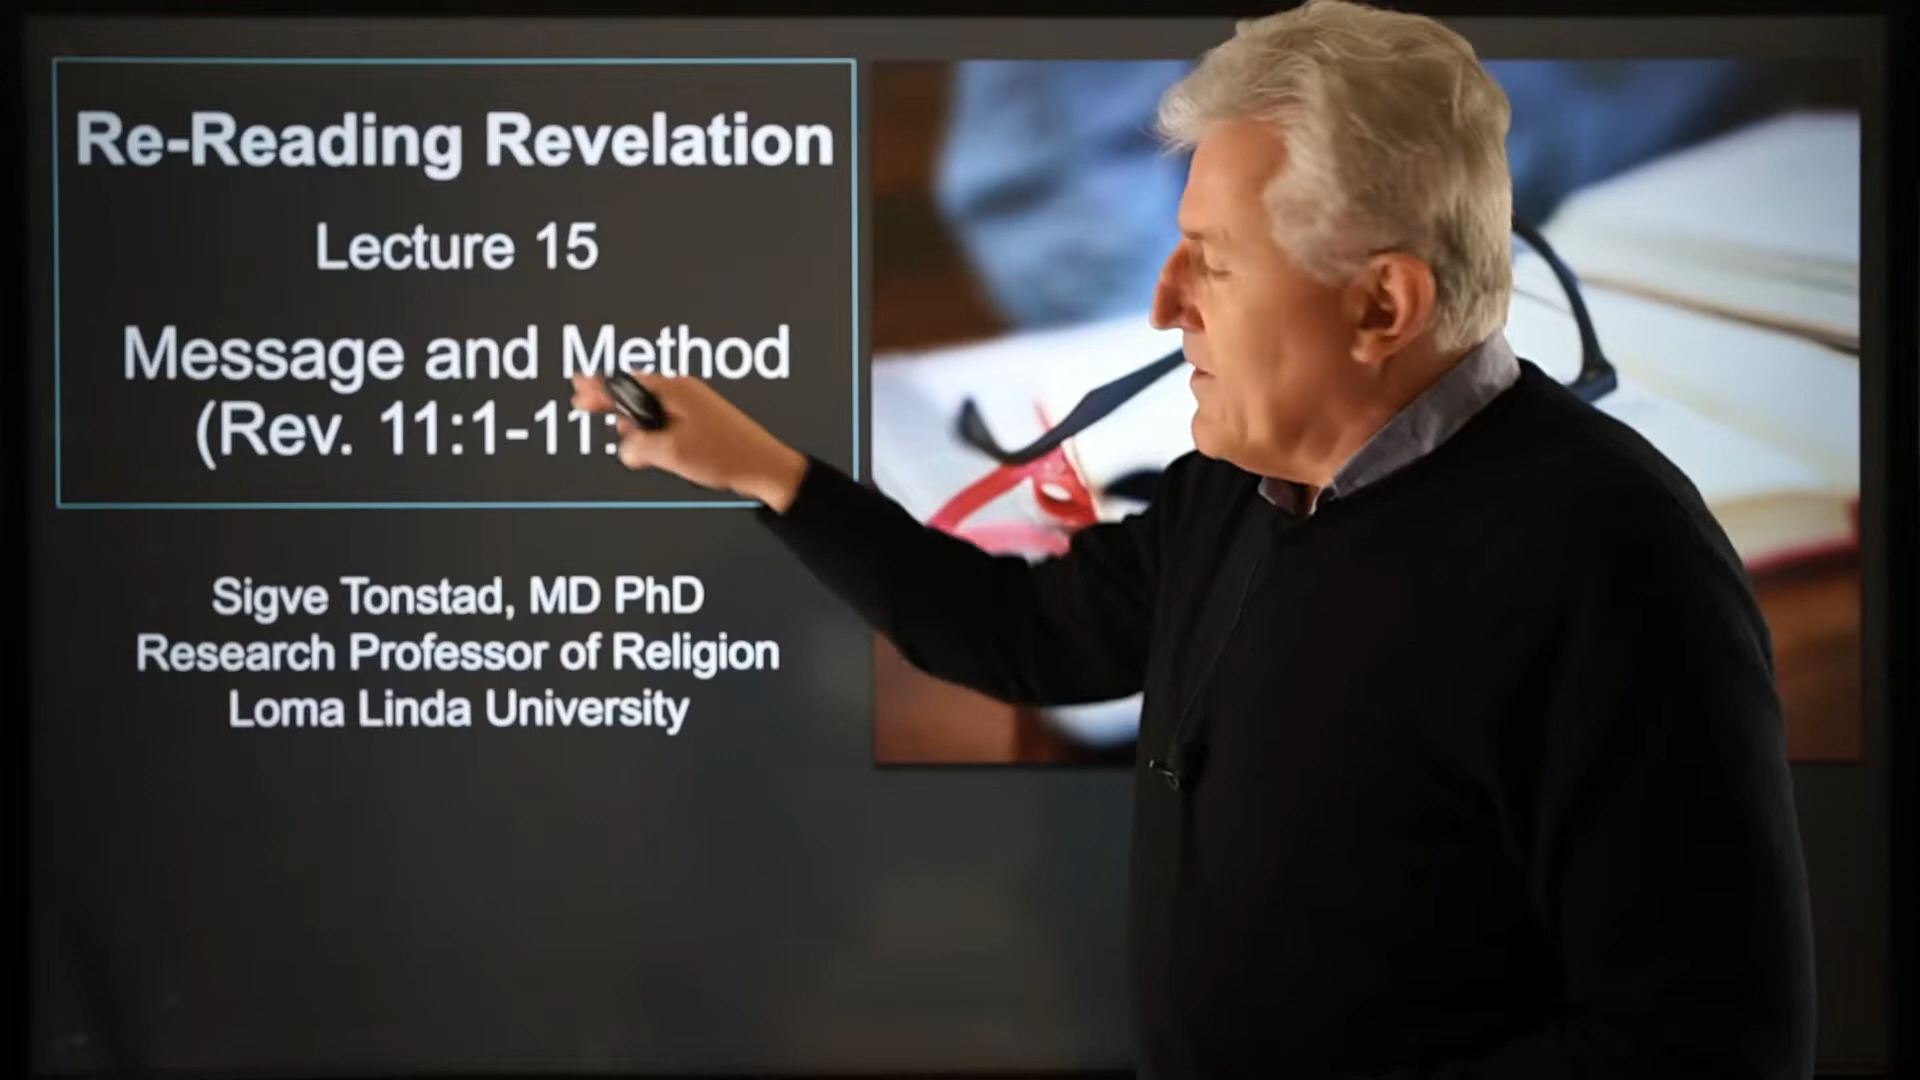 Re-Reading Revelation
Lecture 15
Message and Method
(Rev. 11:1-11:
Sigve Tonstad, MD PhD
Research Professor of Religion
Loma Linda University